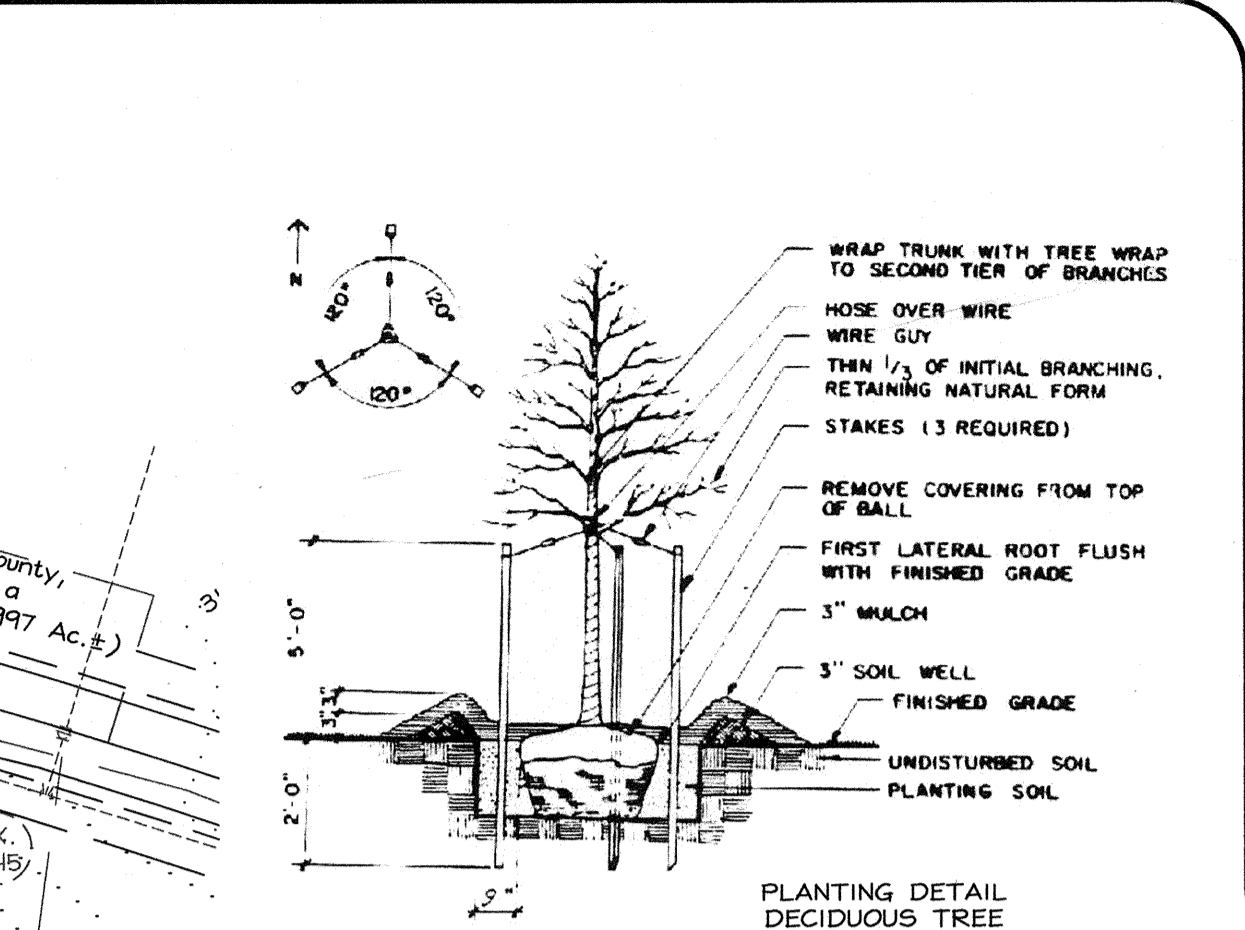 N
120°
120°
120°
WRAP TRUNK WITH TREE WRAP
TO SECOND TIER OF BRANCHES
HOSE OVER WIRE
WIRE GUY
THIN 1/3 OF INITIAL BRANCHING,
RETAINING NATURAL FORM
STAKES (3 REQUIRED)
REMOVE COVERING FROM TOP
OF BALL
FIRST LATERAL ROOT FLUSH
WITH FINISHED GRADE
3" MULCH
3" SOIL WELL
FINISHED GRADE
UNDISTURBED SOIL
PLANTING SOIL
5'-0"
3" 3"
2'-0"
9"
a
997 Ac.±)
PLANTING DETAIL
DECIDUOUS TREE